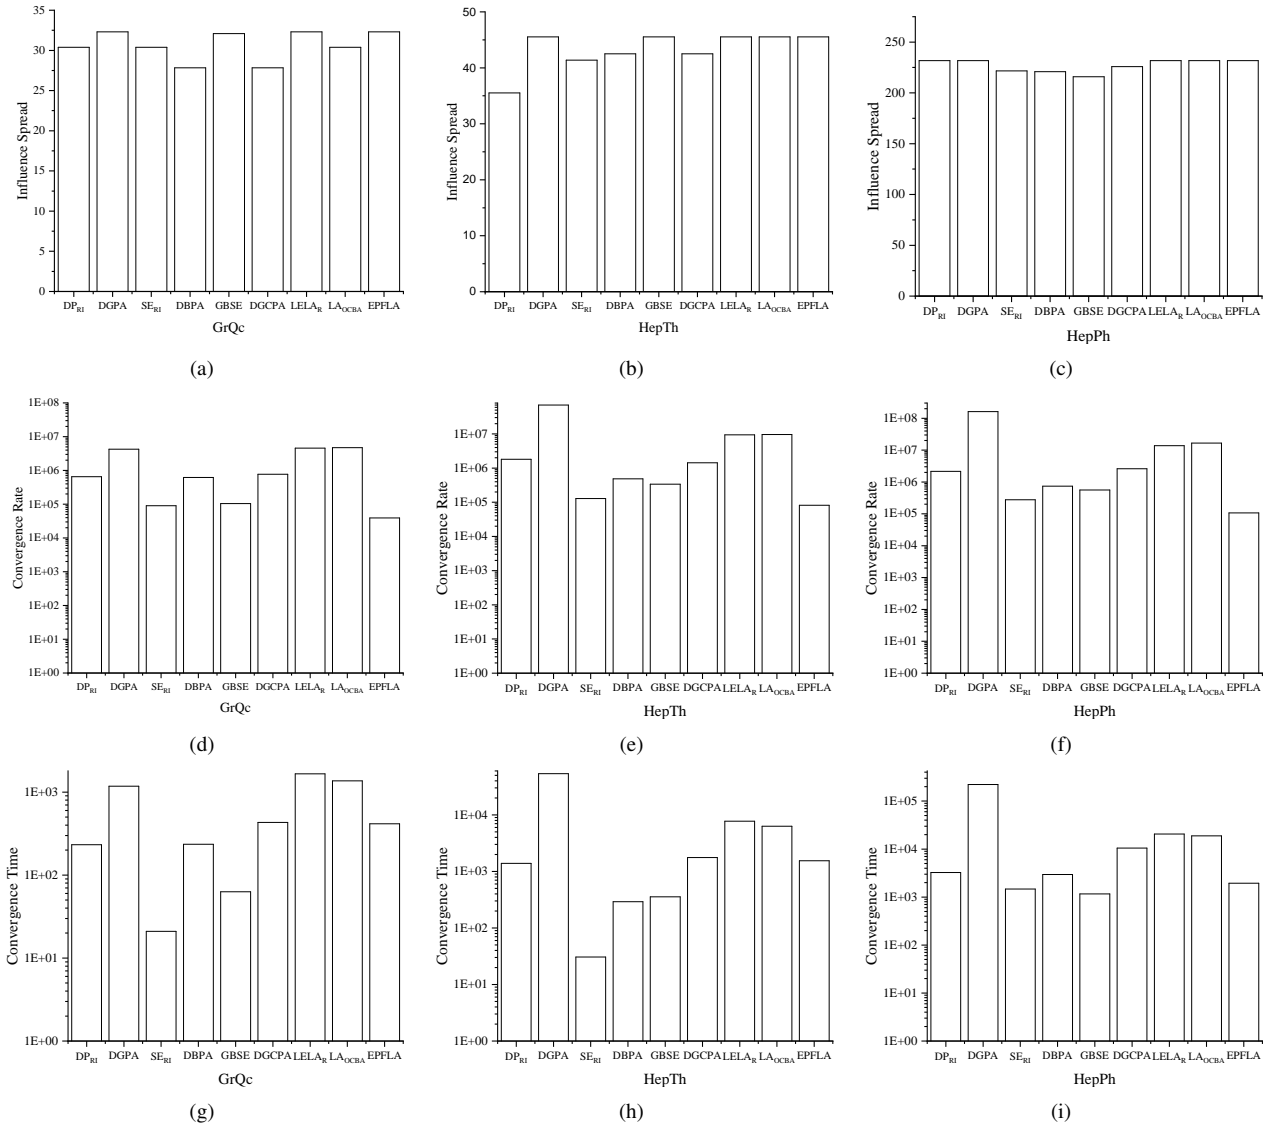 35
30
25
20
15
10
5
0
Influence Spread
DP_RI DGPA SE_RI DBPA GBSE DGCPA LELA_R LA_OCBA EPFLA
GrQc
(a)
50
40
30
20
10
0
Influence Spread
DP_RI DGPA SE_RI DBPA GBSE DGCPA LELA_R LA_OCBA EPFLA
HepTh
(b)
250
200
150
100
50
0
Influence Spread
DP_RI DGPA SE_RI DBPA GBSE DGCPA LELA_R LA_OCBA EPFLA
HepPh
(c)
1E+08
1E+07
1E+06
1E+05
1E+04
1E+03
1E+02
1E+01
1E+00
Convergence Rate
DP_RI DGPA SE_RI DBPA GBSE DGCPA LELA_R LA_OCBA EPFLA
GrQc
(d)
1E+07
1E+06
1E+05
1E+04
1E+03
1E+02
1E+01
1E+00
Convergence Rate
DP_RI DGPA SE_RI DBPA GBSE DGCPA LELA_R LA_OCBA EPFLA
HepTh
(e)
1E+08
1E+07
1E+06
1E+05
1E+04
1E+03
1E+02
1E+01
1E+00
Convergence Rate
DP_RI DGPA SE_RI DBPA GBSE DGCPA LELA_R LA_OCBA EPFLA
HepPh
(f)
1E+03
1E+02
1E+01
1E+00
Convergence Time
DP_RI DGPA SE_RI DBPA GBSE DGCPA LELA_R LA_OCBA EPFLA
GrQc
(g)
1E+04
1E+03
1E+02
1E+01
1E+00
Convergence Time
DP_RI DGPA SE_RI DBPA GBSE DGCPA LELA_R LA_OCBA EPFLA
HepTh
(h)
1E+05
1E+04
1E+03
1E+02
1E+01
1E+00
Convergence Time
DP_RI DGPA SE_RI DBPA GBSE DGCPA LELA_R LA_OCBA EPFLA
HepPh
(i)